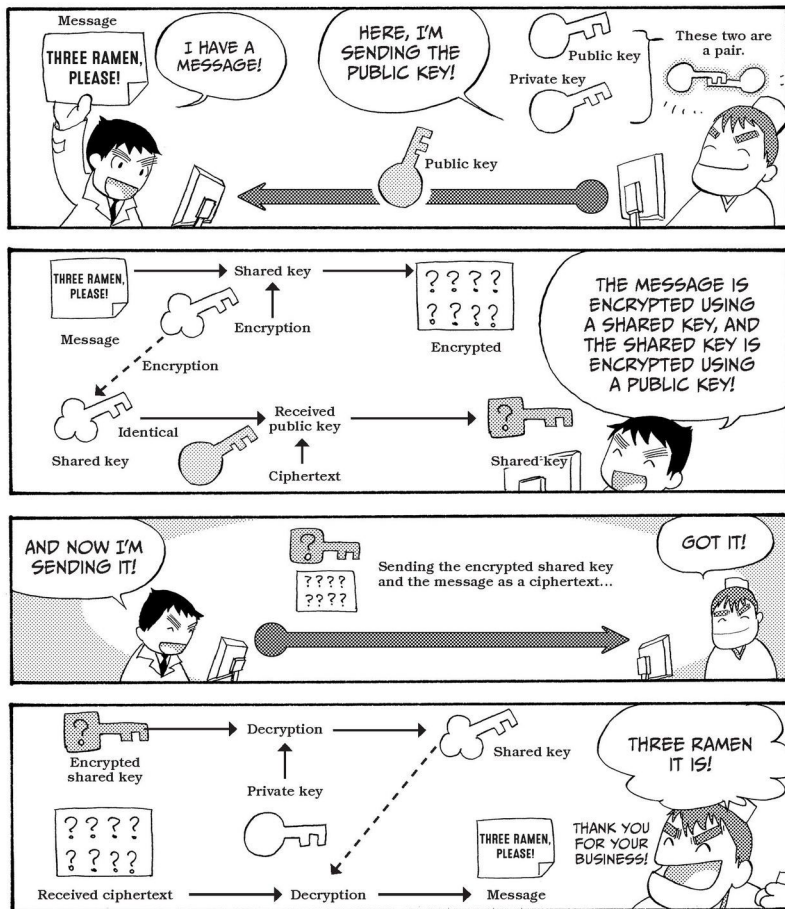 Message
THREE RAMEN,
PLEASE!
I HAVE A
MESSAGE!
HERE, I'M
SENDING THE
PUBLIC KEY!
Public key
Private key
These two are
a pair.
Public key
THREE RAMEN,
PLEASE!
Message
Shared key
Encryption
? ? ? ?
? ? ? ?
Encrypted
Encryption
Shared key
Identical
Received
public key
Ciphertext
?
Shared key
THE MESSAGE IS
ENCRYPTED USING
A SHARED KEY, AND
THE SHARED KEY IS
ENCRYPTED USING
A PUBLIC KEY!
AND NOW I'M
SENDING IT!
?
? ? ? ?
? ? ? ?
Sending the encrypted shared key
and the message as a ciphertext...
GOT IT!
?
Encrypted
shared key
Decryption
Shared key
Private key
? ? ? ?
? ? ? ?
Received ciphertext
Decryption
THREE RAMEN,
PLEASE!
Message
THREE RAMEN
IT IS!
THANK YOU
FOR YOUR
BUSINESS!